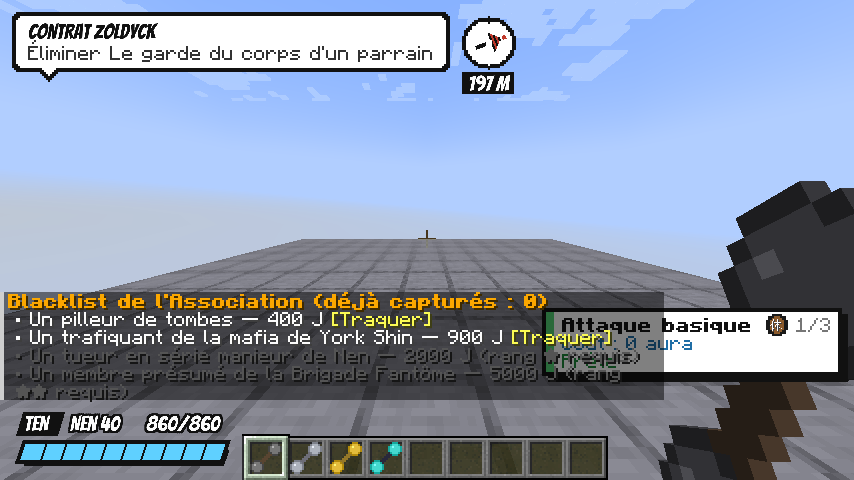 CONTRAT ZOLDYCK
Éliminer Le garde du corps d'un parrain
197 M
Blacklist de l'Association (déjà capturés : 0)
• Un pilleur de tombes — 400 J [Traquer]
• Un trafiquant de la mafia de York Shin — 900 J [Traquer]
• Un tueur en série manieur de Nen — 2000 J (rang requis)
• Un membre présumé de la Brigade Fantôme — 5000 J (rang
★★ requis)
Attaque basique 1/3
0 aura
TEN NEN 40 860/860